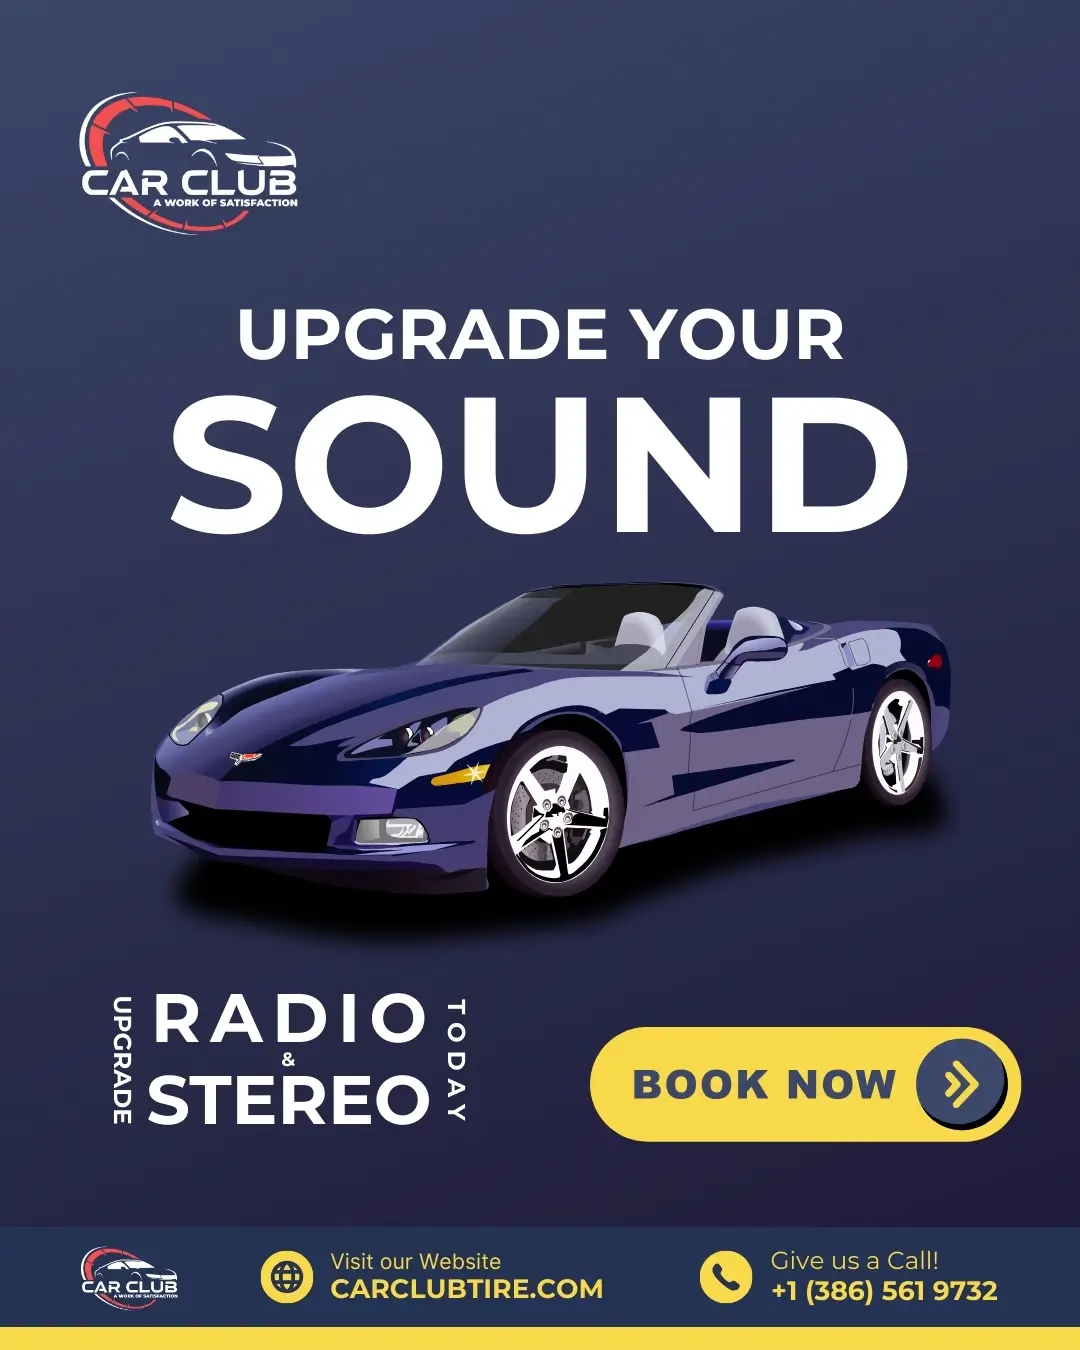 CAR CLUB
A WORK OF SATISFACTION
UPGRADE YOUR
SOUND
UPGRADE
RADIO
&
STEREO
TODAY
BOOK NOW
CAR CLUB
A WORK OF SATISFACTION
Visit our Website
CARCLUBTIRE.COM
Give us a Call!
+1 (386) 561 9732